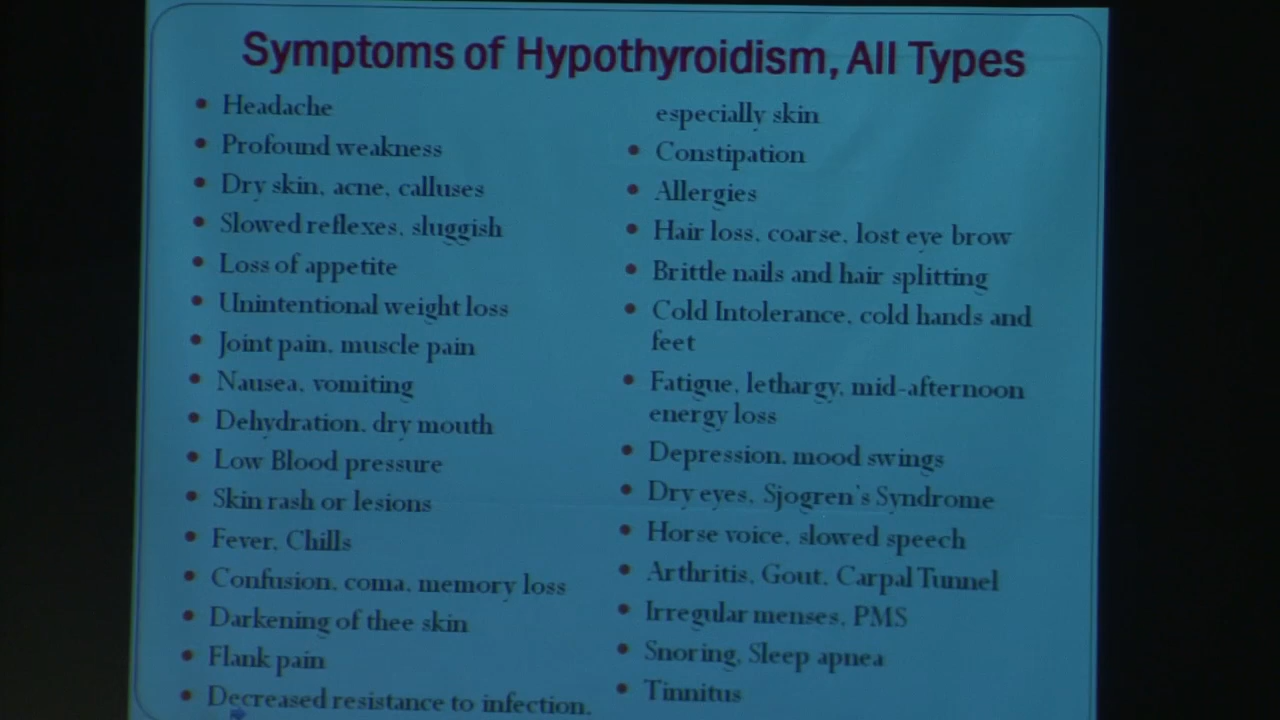 Symptoms of Hypothyroidism, All Types
• Headache
• Profound weakness
• Dry skin, acne, calluses
• Slowed reflexes, sluggish
• Loss of appetite
• Unintentional weight loss
• Joint pain, muscle pain
• Nausea, vomiting
• Dehydration, dry mouth
• Low Blood pressure
• Skin rash or lesions
• Fever, Chills
• Confusion, coma, memory loss
• Darkening of thee skin
• Flank pain
• Decreased resistance to infection,
especially skin
• Constipation
• Allergies
• Hair loss, coarse, lost eye brow
• Brittle nails and hair splitting
• Cold Intolerance, cold hands and
feet
• Fatigue, lethargy, mid-afternoon
energy loss
• Depression, mood swings
• Dry eyes, Sjogren's Syndrome
• Horse voice, slowed speech
• Arthritis, Gout, Carpal Tunnel
• Irregular menses, PMS
• Snoring, Sleep apnea
• Tinnitus